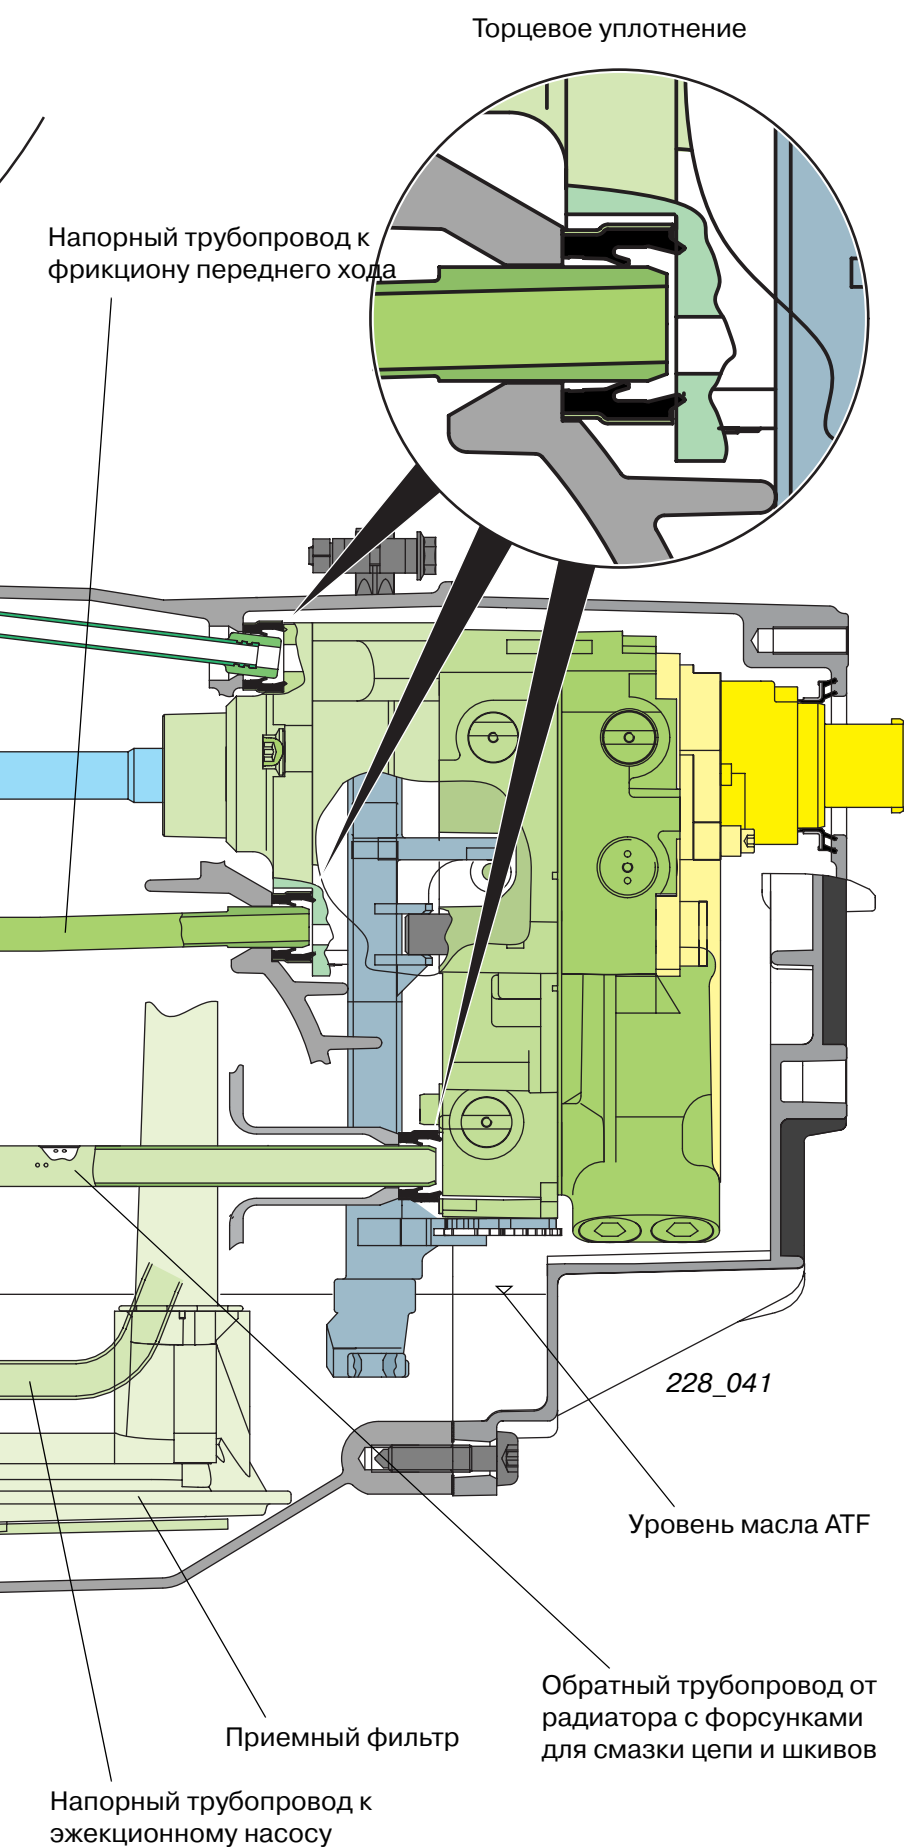 Торцевое уплотнение
Напорный трубопровод к
фрикциону переднего хода
228_041
Уровень масла ATF
Обратный трубопровод от
радиатора с форсунками
для смазки цепи и шкивов
Приемный фильтр
Напорный трубопровод к
эжекционному насосу